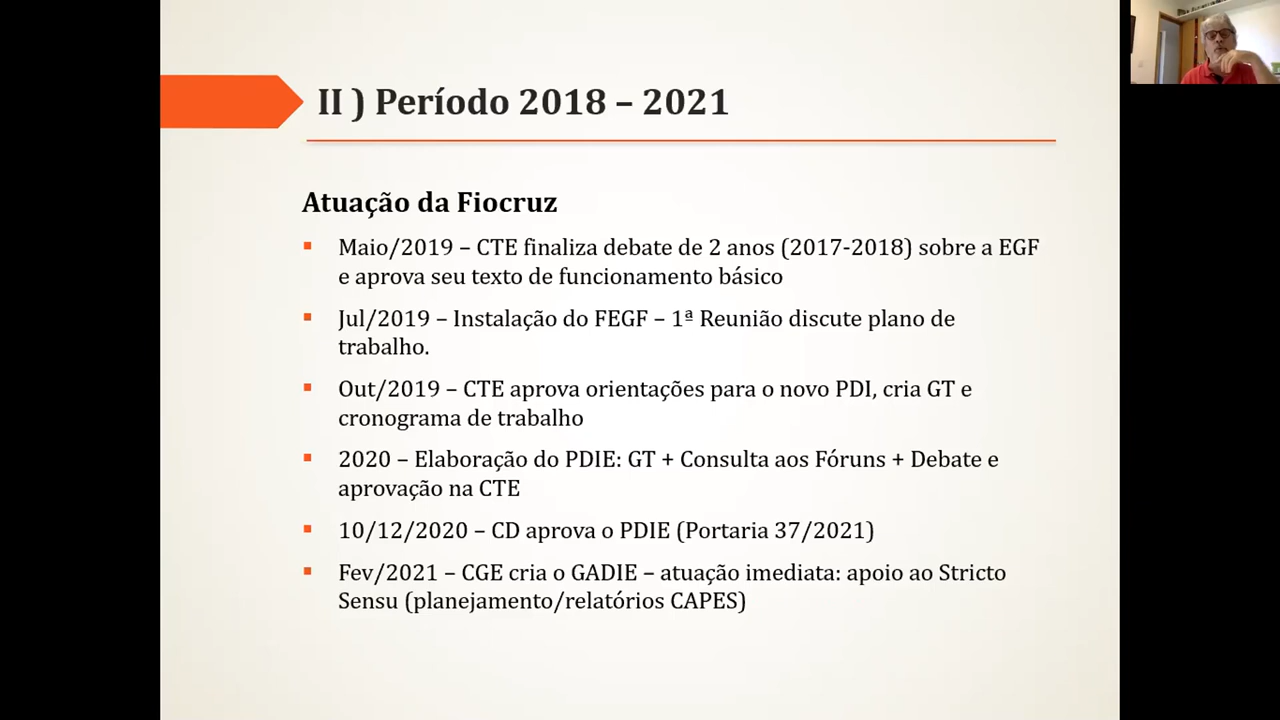 II ) Período 2018 – 2021
Atuação da Fiocruz
Maio/2019 – CTE finaliza debate de 2 anos (2017-2018) sobre a EGF
e aprova seu texto de funcionamento básico
Jul/2019 – Instalação do FEGF – 1ª Reunião discute plano de
trabalho.
Out/2019 – CTE aprova orientações para o novo PDI, cria GT e
cronograma de trabalho
2020 – Elaboração do PDIE: GT + Consulta aos Fóruns + Debate e
aprovação na CTE
10/12/2020 – CD aprova o PDIE (Portaria 37/2021)
Fev/2021 – CGE cria o GADIE – atuação imediata: apoio ao Stricto
Sensu (planejamento/relatórios CAPES)